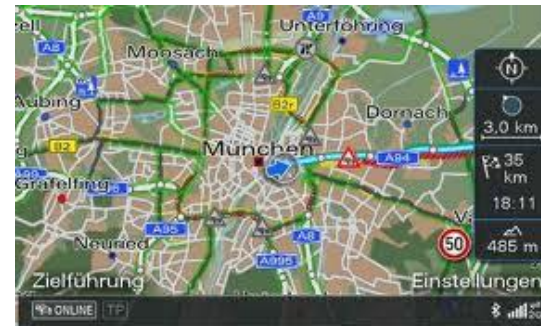 A9
Unterföhring
zell
A8
Moosach
N
Aubing
B2r
Dornach
3,0 km
B2
München
A94
35
km
Gräfelfing
18:11
A95
A8
50
485 m
Neuried
A995
Zielführung
Einstellungen
ONLINE
TP